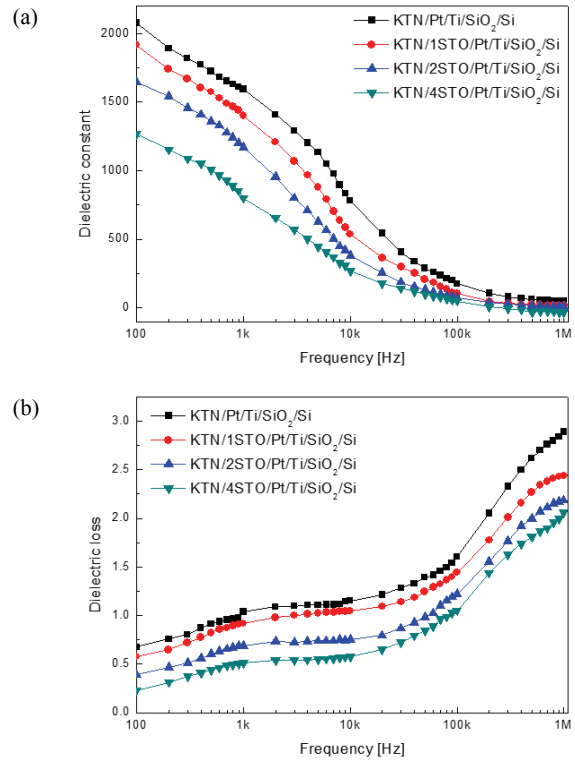 (a)
KTN/Pt/Ti/SiO₂/Si
KTN/1STO/Pt/Ti/SiO₂/Si
KTN/2STO/Pt/Ti/SiO₂/Si
KTN/4STO/Pt/Ti/SiO₂/Si
2000
1500
1000
500
0
Dielectric constant
100 1k 10k 100k 1M
Frequency [Hz]
(b)
KTN/Pt/Ti/SiO₂/Si
KTN/1STO/Pt/Ti/SiO₂/Si
KTN/2STO/Pt/Ti/SiO₂/Si
KTN/4STO/Pt/Ti/SiO₂/Si
3.0
2.5
2.0
1.5
1.0
0.5
0.0
Dielectric loss
100 1k 10k 100k 1M
Frequency [Hz]